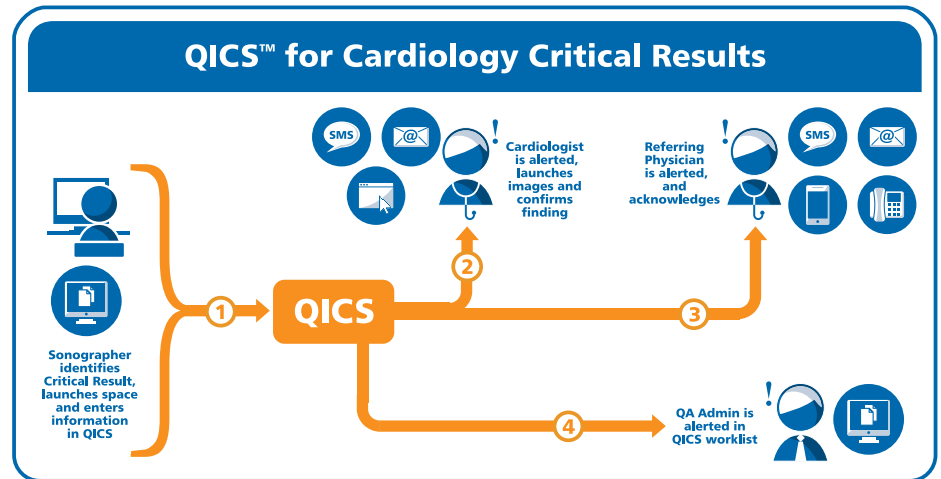 QICS™ for Cardiology Critical Results
SMS
@
!
Cardiologist
is alerted,
launches
images and
confirms
finding
Referring
Physician
is alerted,
and
acknowledges
!
SMS
@
Sonographer
identifies
Critical Result,
launches space
and enters
information
in QICS
1
QICS
2
3
4
QA Admin is
alerted in
QICS worklist
!